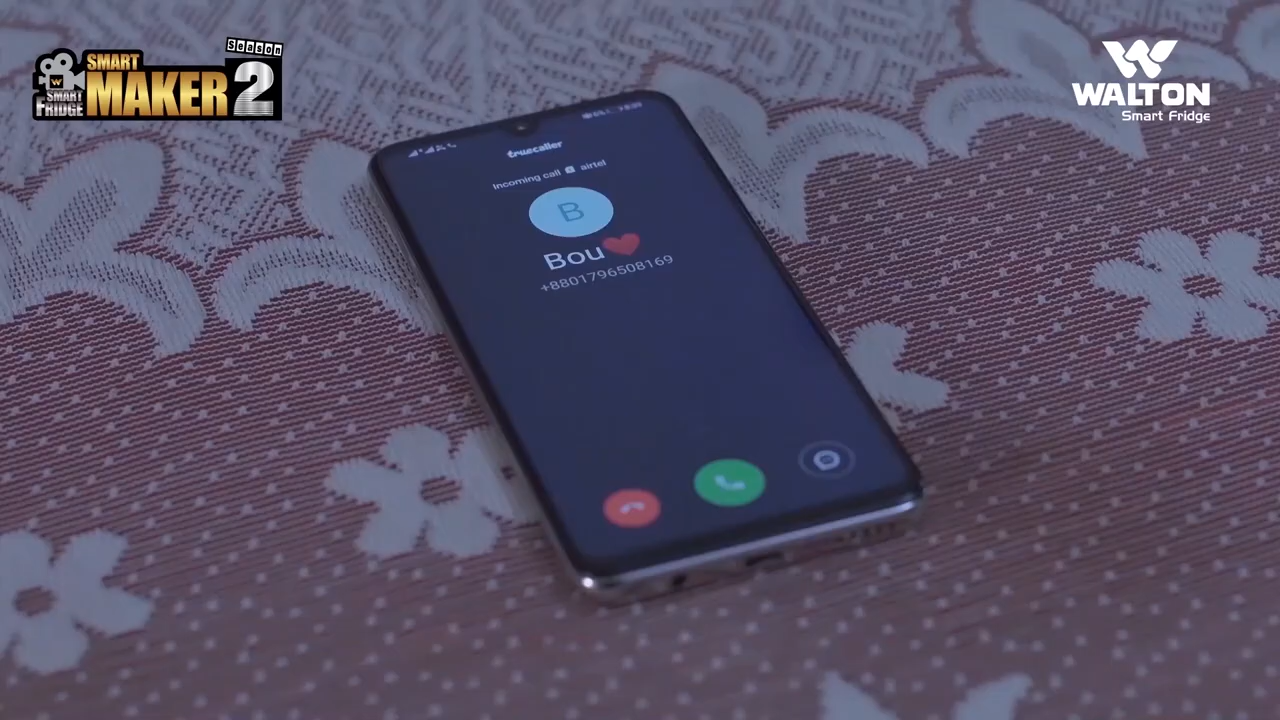 Season
SMART
MAKER 2
SMART
FRIDGE
WALTON
Smart Fridge
truecaller
Incoming call airtel
B
Bou❤️
+8801796508169